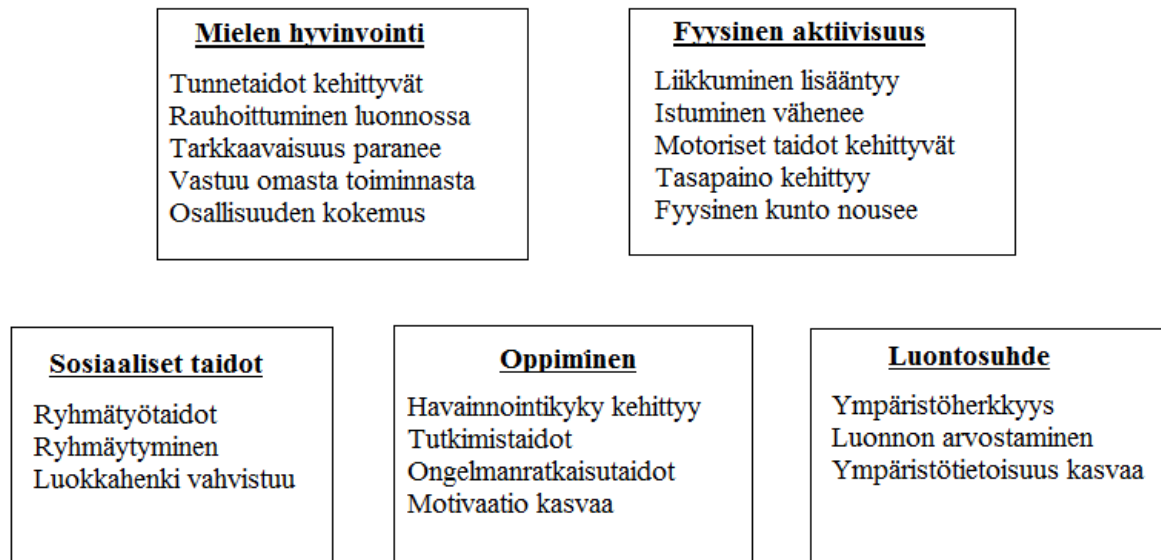 Mielen hyvinvointi
Tunnetaidot kehittyvät
Rauhoittuminen luonnossa
Tarkkaavaisuus paranee
Vastuu omasta toiminnasta
Osallisuuden kokemus
Fyysinen aktiivisuus
Liikkuminen lisääntyy
Istuminen vähenee
Motoriset taidot kehittyvät
Tasapaino kehittyy
Fyysinen kunto nousee
Sosiaaliset taidot
Ryhmätyötaidot
Ryhmäytyminen
Luokkahenki vahvistuu
Oppiminen
Havainnointikyky kehittyy
Tutkimistaidot
Ongelmanratkaisutaidot
Motivaatio kasvaa
Luontosuhde
Ympäristöherkkyys
Luonnon arvostaminen
Ympäristötietoisuus kasvaa